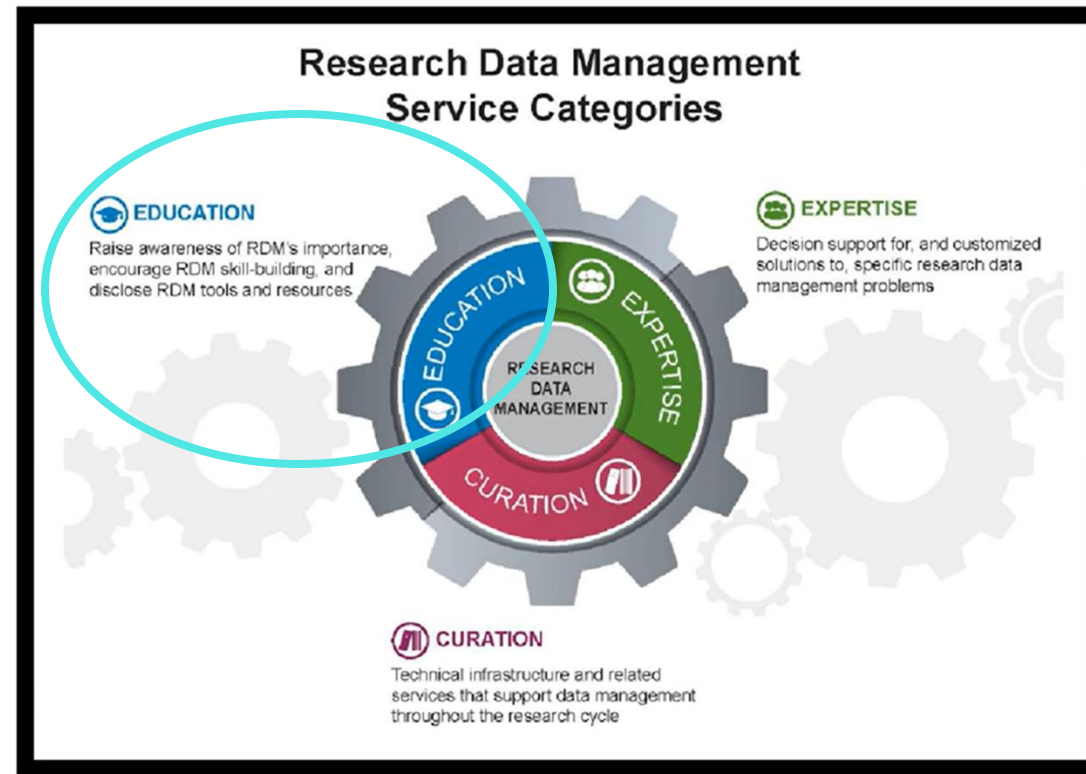 Research Data Management
Service Categories
EDUCATION
Raise awareness of RDM's importance,
encourage RDM skill-building, and
disclose RDM tools and resources
EXPERTISE
Decision support for, and customized
solutions to, specific research data
management problems
EDUCATION
EXPERTISE
RESEARCH
DATA
MANAGEMENT
CURATION
CURATION
Technical infrastructure and related
services that support data management
throughout the research cycle